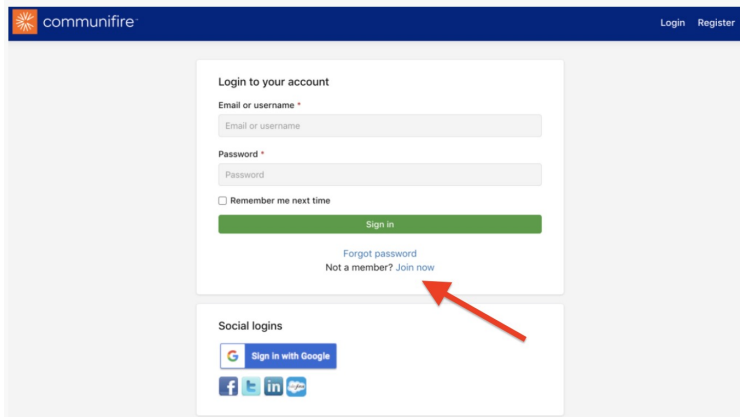 communifire
Login Register
Login to your account
Email or username *
Email or username
Password *
Password
Remember me next time
Sign in
Forgot password
Not a member? Join now
Social logins
G Sign in with Google
f t in